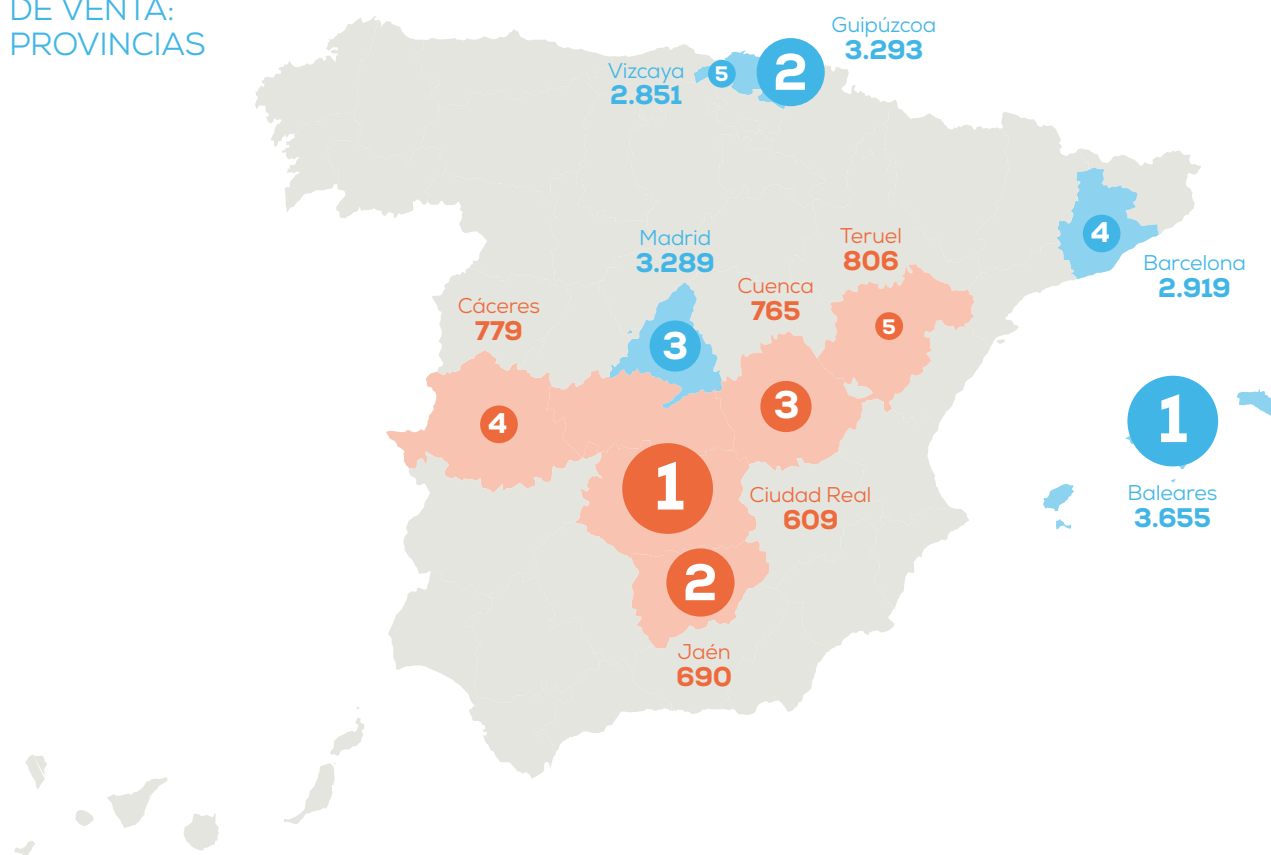 DE VENTA:
PROVINCIAS
Guipúzcoa
3.293
2
Vizcaya
2.851
5
Madrid
3.289
3
Teruel
806
5
4
Barcelona
2.919
Cuenca
765
3
Cáceres
779
4
1
Baleares
3.655
1
Ciudad Real
609
2
Jaén
690